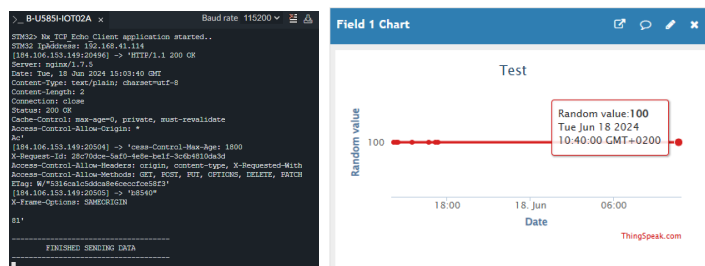 >_ B-U585I-IOT02A ×
Baud rate 115200
STM32> Nx_TCP_Echo_Client application started..
STM32 IpAddress: 192.168.41.114
[184.106.153.149:20496] -> 'HTTP/1.1 200 OK
Server: nginx/1.7.5
Date: Tue, 18 Jun 2024 15:03:40 GMT
Content-Type: text/plain; charset=utf-8
Content-Length: 2
Connection: close
Status: 200 OK
Cache-Control: max-age=0, private, must-revalidate
Access-Control-Allow-Origin: *
Ac'
[184.106.153.149:20504] -> 'cess-Control-Max-Age: 1800
X-Request-Id: 28c70dce-5af0-4e8e-be1f-3c6b4810da3d
Access-Control-Allow-Headers: origin, content-type, X-Requested-With
Access-Control-Allow-Methods: GET, POST, PUT, OPTIONS, DELETE, PATCH
ETag: W/"5316ca1c5ddca8e6ceecfce58f3'
[184.106.153.149:20505] -> 'b8540"
X-Frame-Options: SAMEORIGIN
81'
------------------------------------
FINISHED SENDING DATA
------------------------------------
Field 1 Chart
Test
Random value
100
Random value:100
Tue Jun 18 2024
10:40:00 GMT+0200
18:00
18. Jun
06:00
Date
ThingSpeak.com